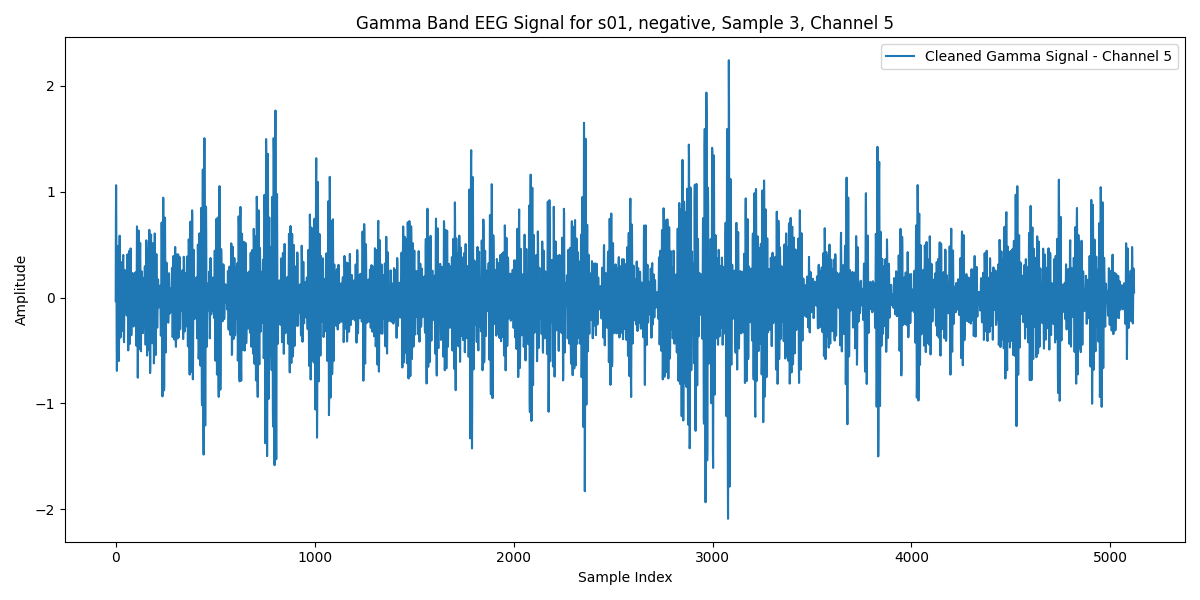 Gamma Band EEG Signal for s01, negative, Sample 3, Channel 5
Cleaned Gamma Signal - Channel 5
2
1
0
−1
−2
Amplitude
0 1000 2000 3000 4000 5000
Sample Index